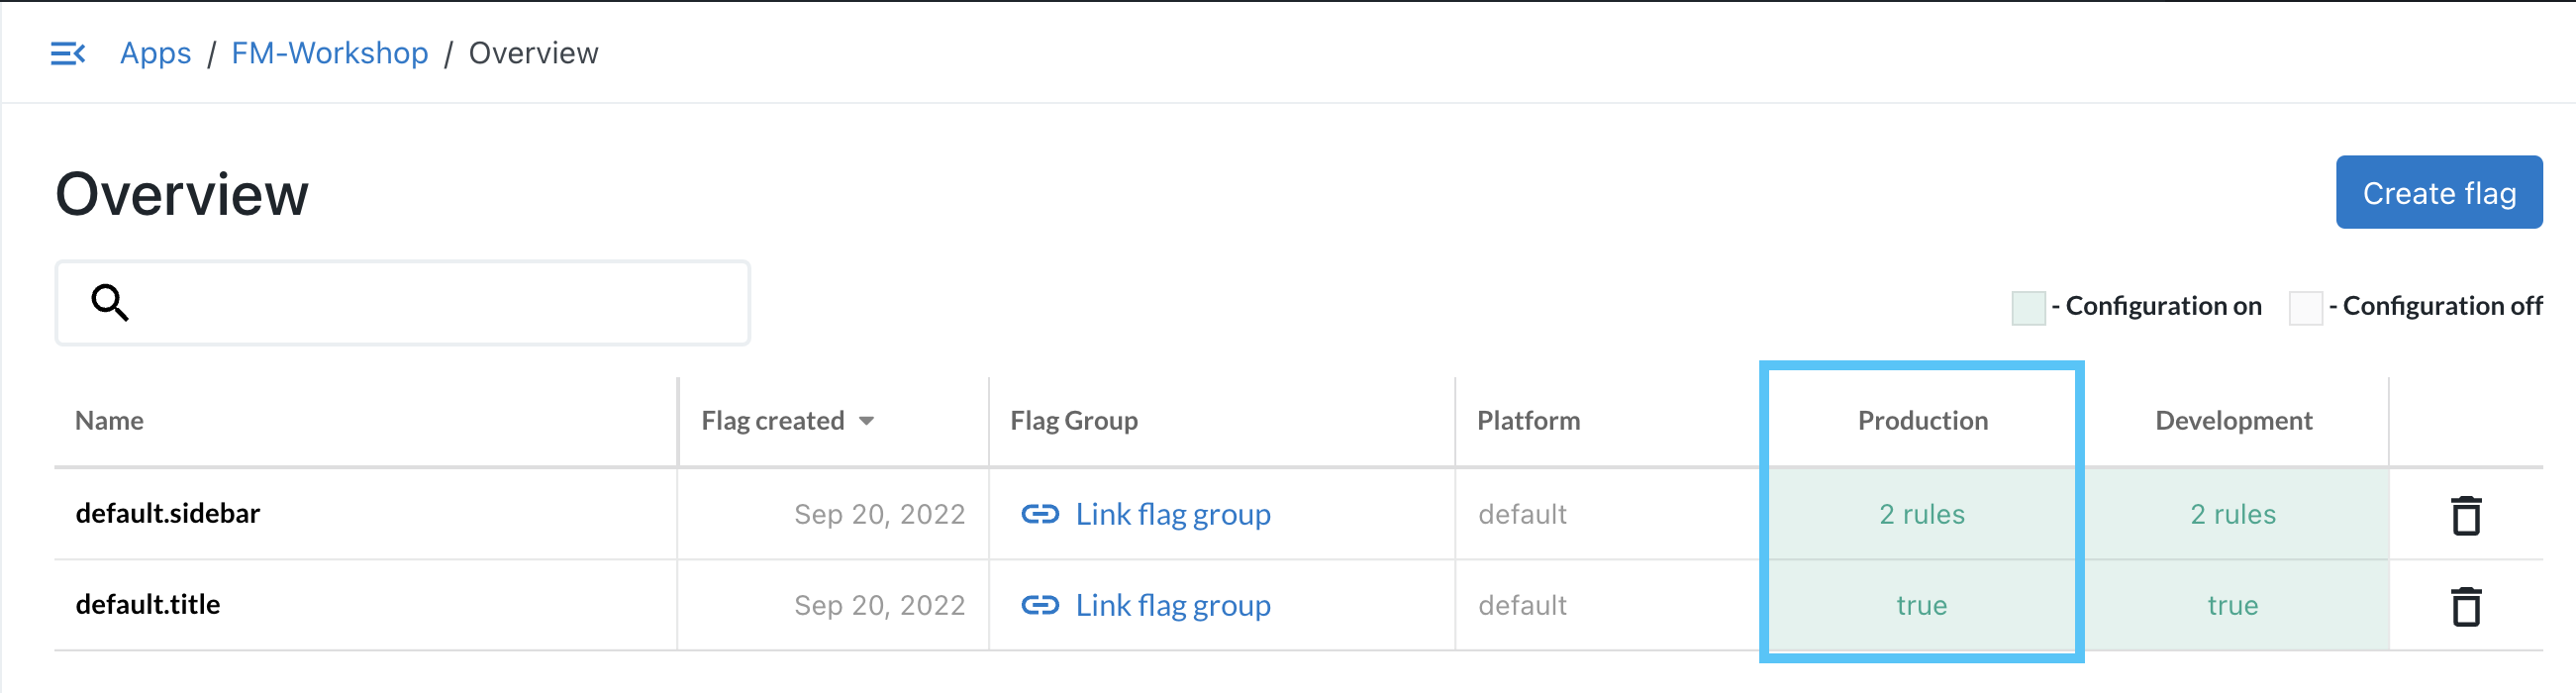 Apps / FM-Workshop / Overview
Overview
Create flag
- Configuration on - Configuration off
Name Flag created Flag Group Platform Production Development
default.sidebar Sep 20, 2022 Link flag group default 2 rules 2 rules
default.title Sep 20, 2022 Link flag group default true true